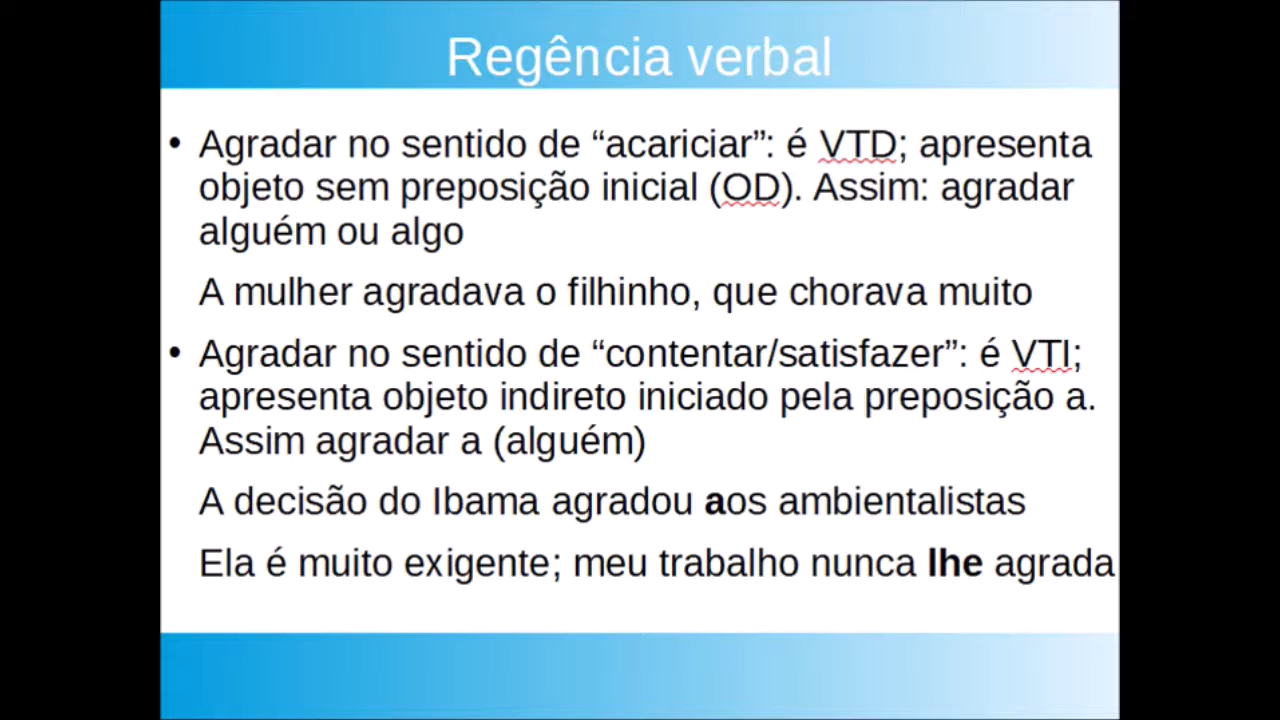 Regência verbal
• Agradar no sentido de “acariciar”: é VTD; apresenta
objeto sem preposição inicial (OD). Assim: agradar
alguém ou algo
A mulher agradava o filhinho, que chorava muito
• Agradar no sentido de “contentar/satisfazer”: é VTI;
apresenta objeto indireto iniciado pela preposição a.
Assim agradar a (alguém)
A decisão do Ibama agradou aos ambientalistas
Ela é muito exigente; meu trabalho nunca lhe agrada